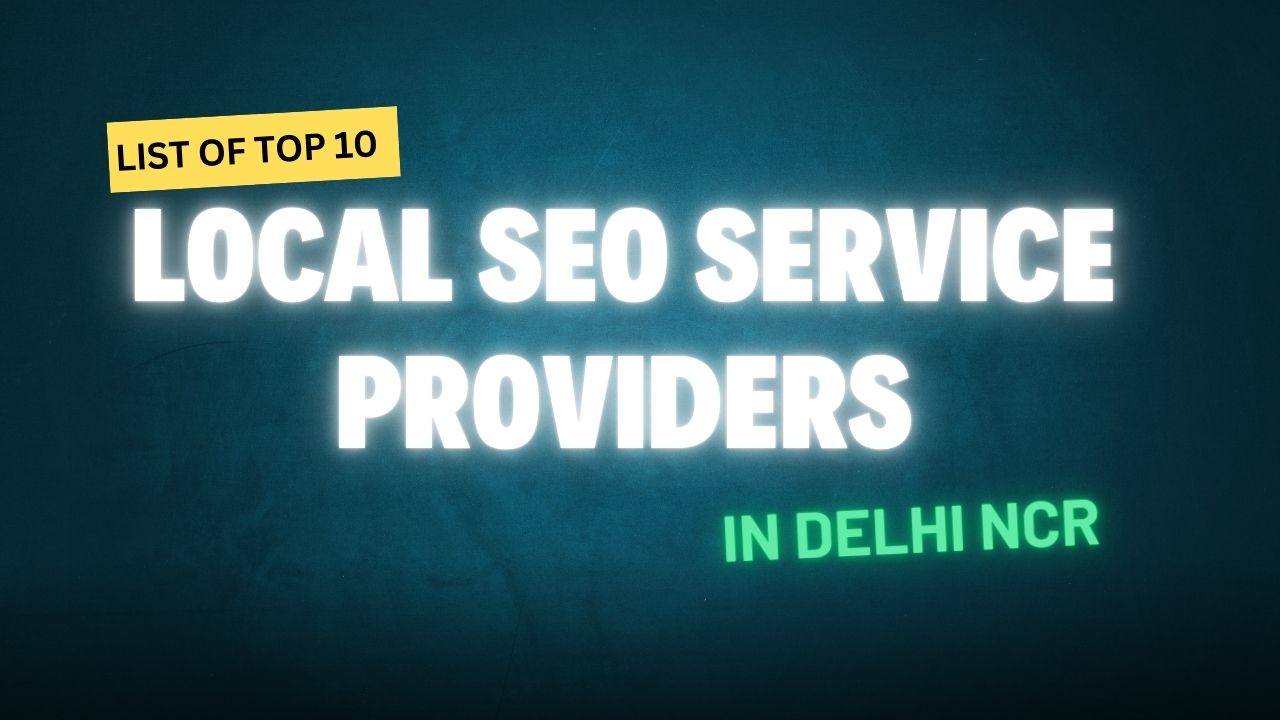 LIST OF TOP 10
LOCAL SEO SERVICE
PROVIDERS
IN DELHI NCR